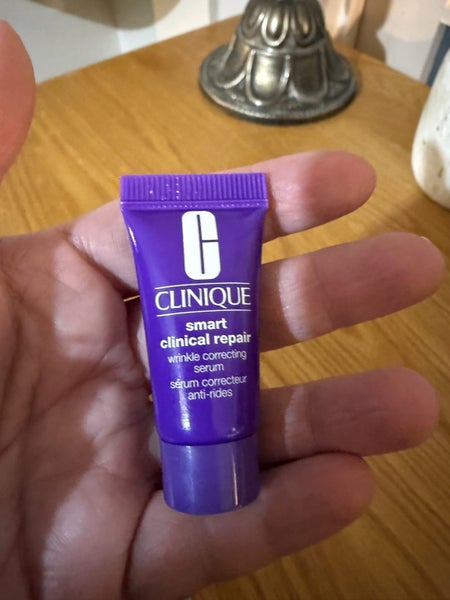 C
CLINIQUE
smart
clinical repair
wrinkle correcting
serum
sérum correcteur
anti-rides